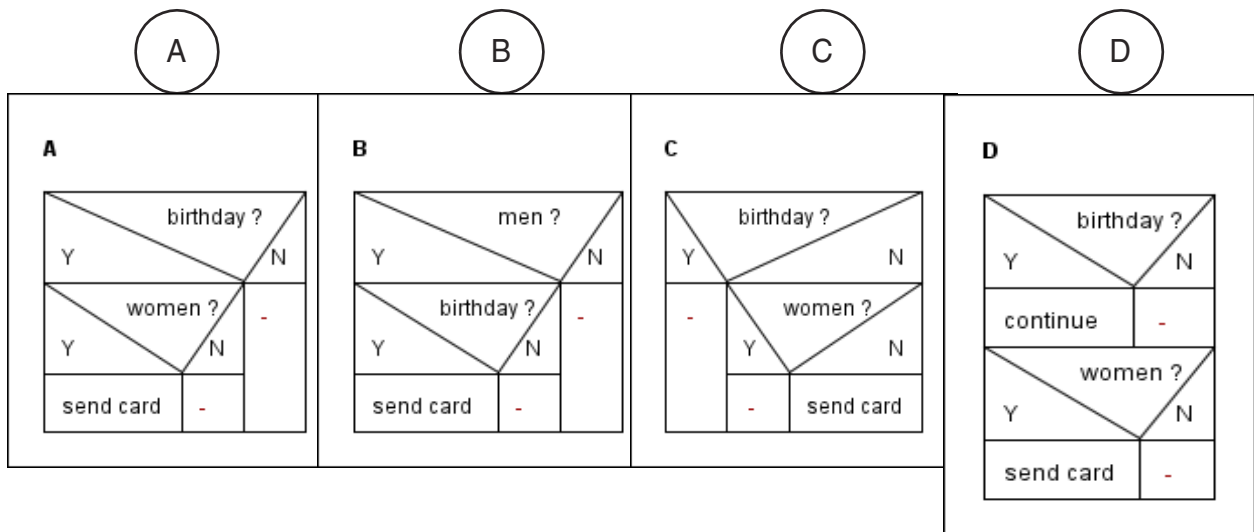 A
B
C
D
A
birthday ?
Y
N
women ?
-
Y
N
send card
-
B
men ?
Y
N
birthday ?
-
Y
N
send card
-
C
birthday ?
Y
N
-
women ?
Y
N
-
send card
D
birthday ?
Y
N
continue
-
women ?
Y
N
send card
-